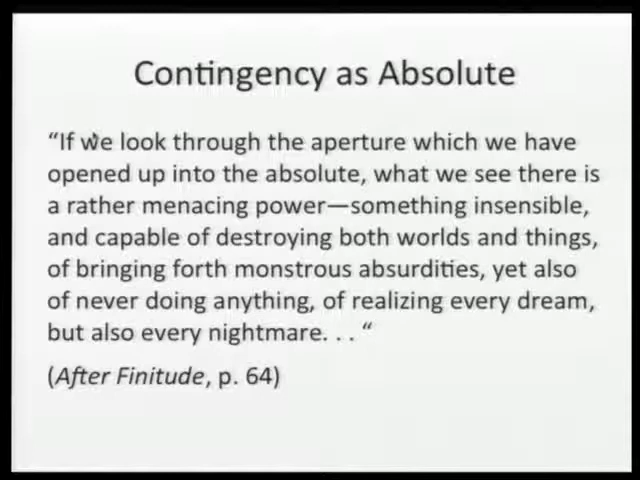 Contingency as Absolute
“If we look through the aperture which we have
opened up into the absolute, what we see there is
a rather menacing power—something insensible,
and capable of destroying both worlds and things,
of bringing forth monstrous absurdities, yet also
of never doing anything, of realizing every dream,
but also every nightmare. . . “
(After Finitude, p. 64)